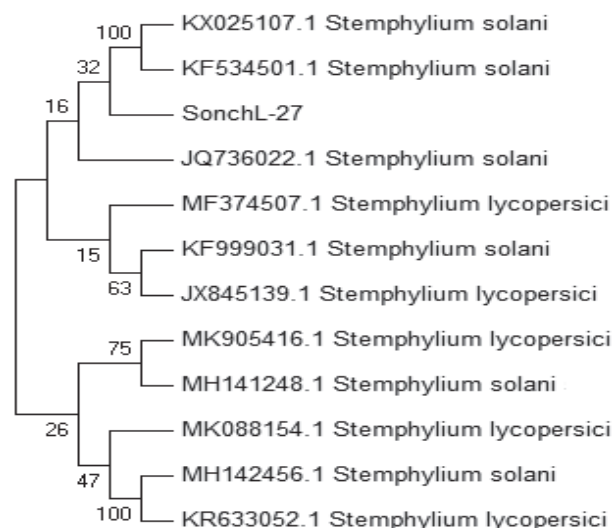 100 KX025107.1 Stemphylium solani
32 KF534501.1 Stemphylium solani
16 SonchL-27
JQ736022.1 Stemphylium solani
MF374507.1 Stemphylium lycopersici
15 KF999031.1 Stemphylium solani
63 JX845139.1 Stemphylium lycopersici
75 MK905416.1 Stemphylium lycopersici
MH141248.1 Stemphylium solani
26 MK088154.1 Stemphylium lycopersici
47 MH142456.1 Stemphylium solani
100 KR633052.1 Stemphylium lycopersici